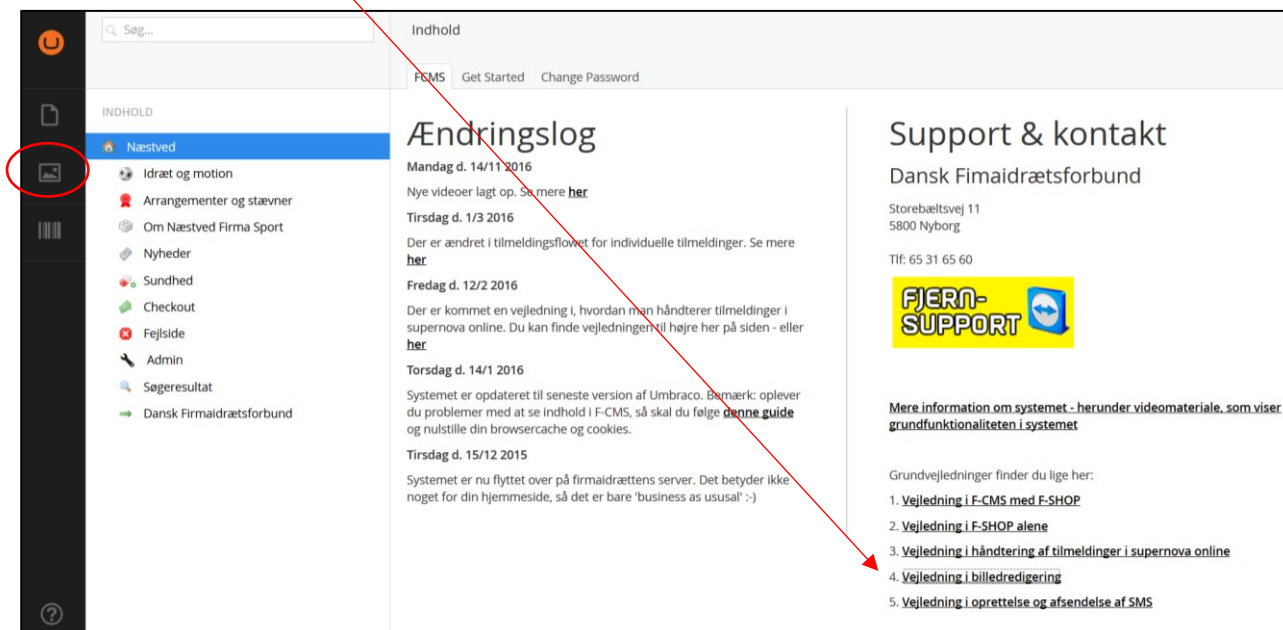 Søg...
Indhold
FCMS Get Started Change Password
INDHOLD
Næstved
Idræt og motion
Arrangementer og stævner
Om Næstved Firma Sport
Nyheder
Sundhed
Checkout
Fejlside
Admin
Søgeresultat
Dansk Firmaidrætsforbund
Ændringslog
Mandag d. 14/11 2016
Nye videoer lagt op. Se mere her
Tirsdag d. 1/3 2016
Der er ændret i tilmeldingsflowet for individuelle tilmeldinger. Se mere
her
Fredag d. 12/2 2016
Der er kommet en vejledning i, hvordan man håndterer tilmeldinger i
supernova online. Du kan finde vejledningen til højre her på siden - eller
her
Torsdag d. 14/1 2016
Systemet er opdateret til seneste version af Umbraco. Bemærk: oplever
du problemer med at se indhold i F-CMS, så skal du følge denne guide
og nulstille din browsercache og cookies.
Tirsdag d. 15/12 2015
Systemet er nu flyttet over på firmaidrættens server. Det betyder ikke
noget for din hjemmeside, så det er bare 'business as ususal' :-)
Support & kontakt
Dansk Fimaidrætsforbund
Storebæltsvej 11
5800 Nyborg
Tlf: 65 31 65 60
FJERN-
SUPPORT
Mere information om systemet - herunder videomateriale, som viser
grundfunktionaliteten i systemet
Grundvejledninger finder du lige her:
1. Vejledning i F-CMS med F-SHOP
2. Vejledning i F-SHOP alene
3. Vejledning i håndtering af tilmeldinger i supernova online
4. Vejledning i billedredigering
5. Vejledning i oprettelse og afsendelse af SMS